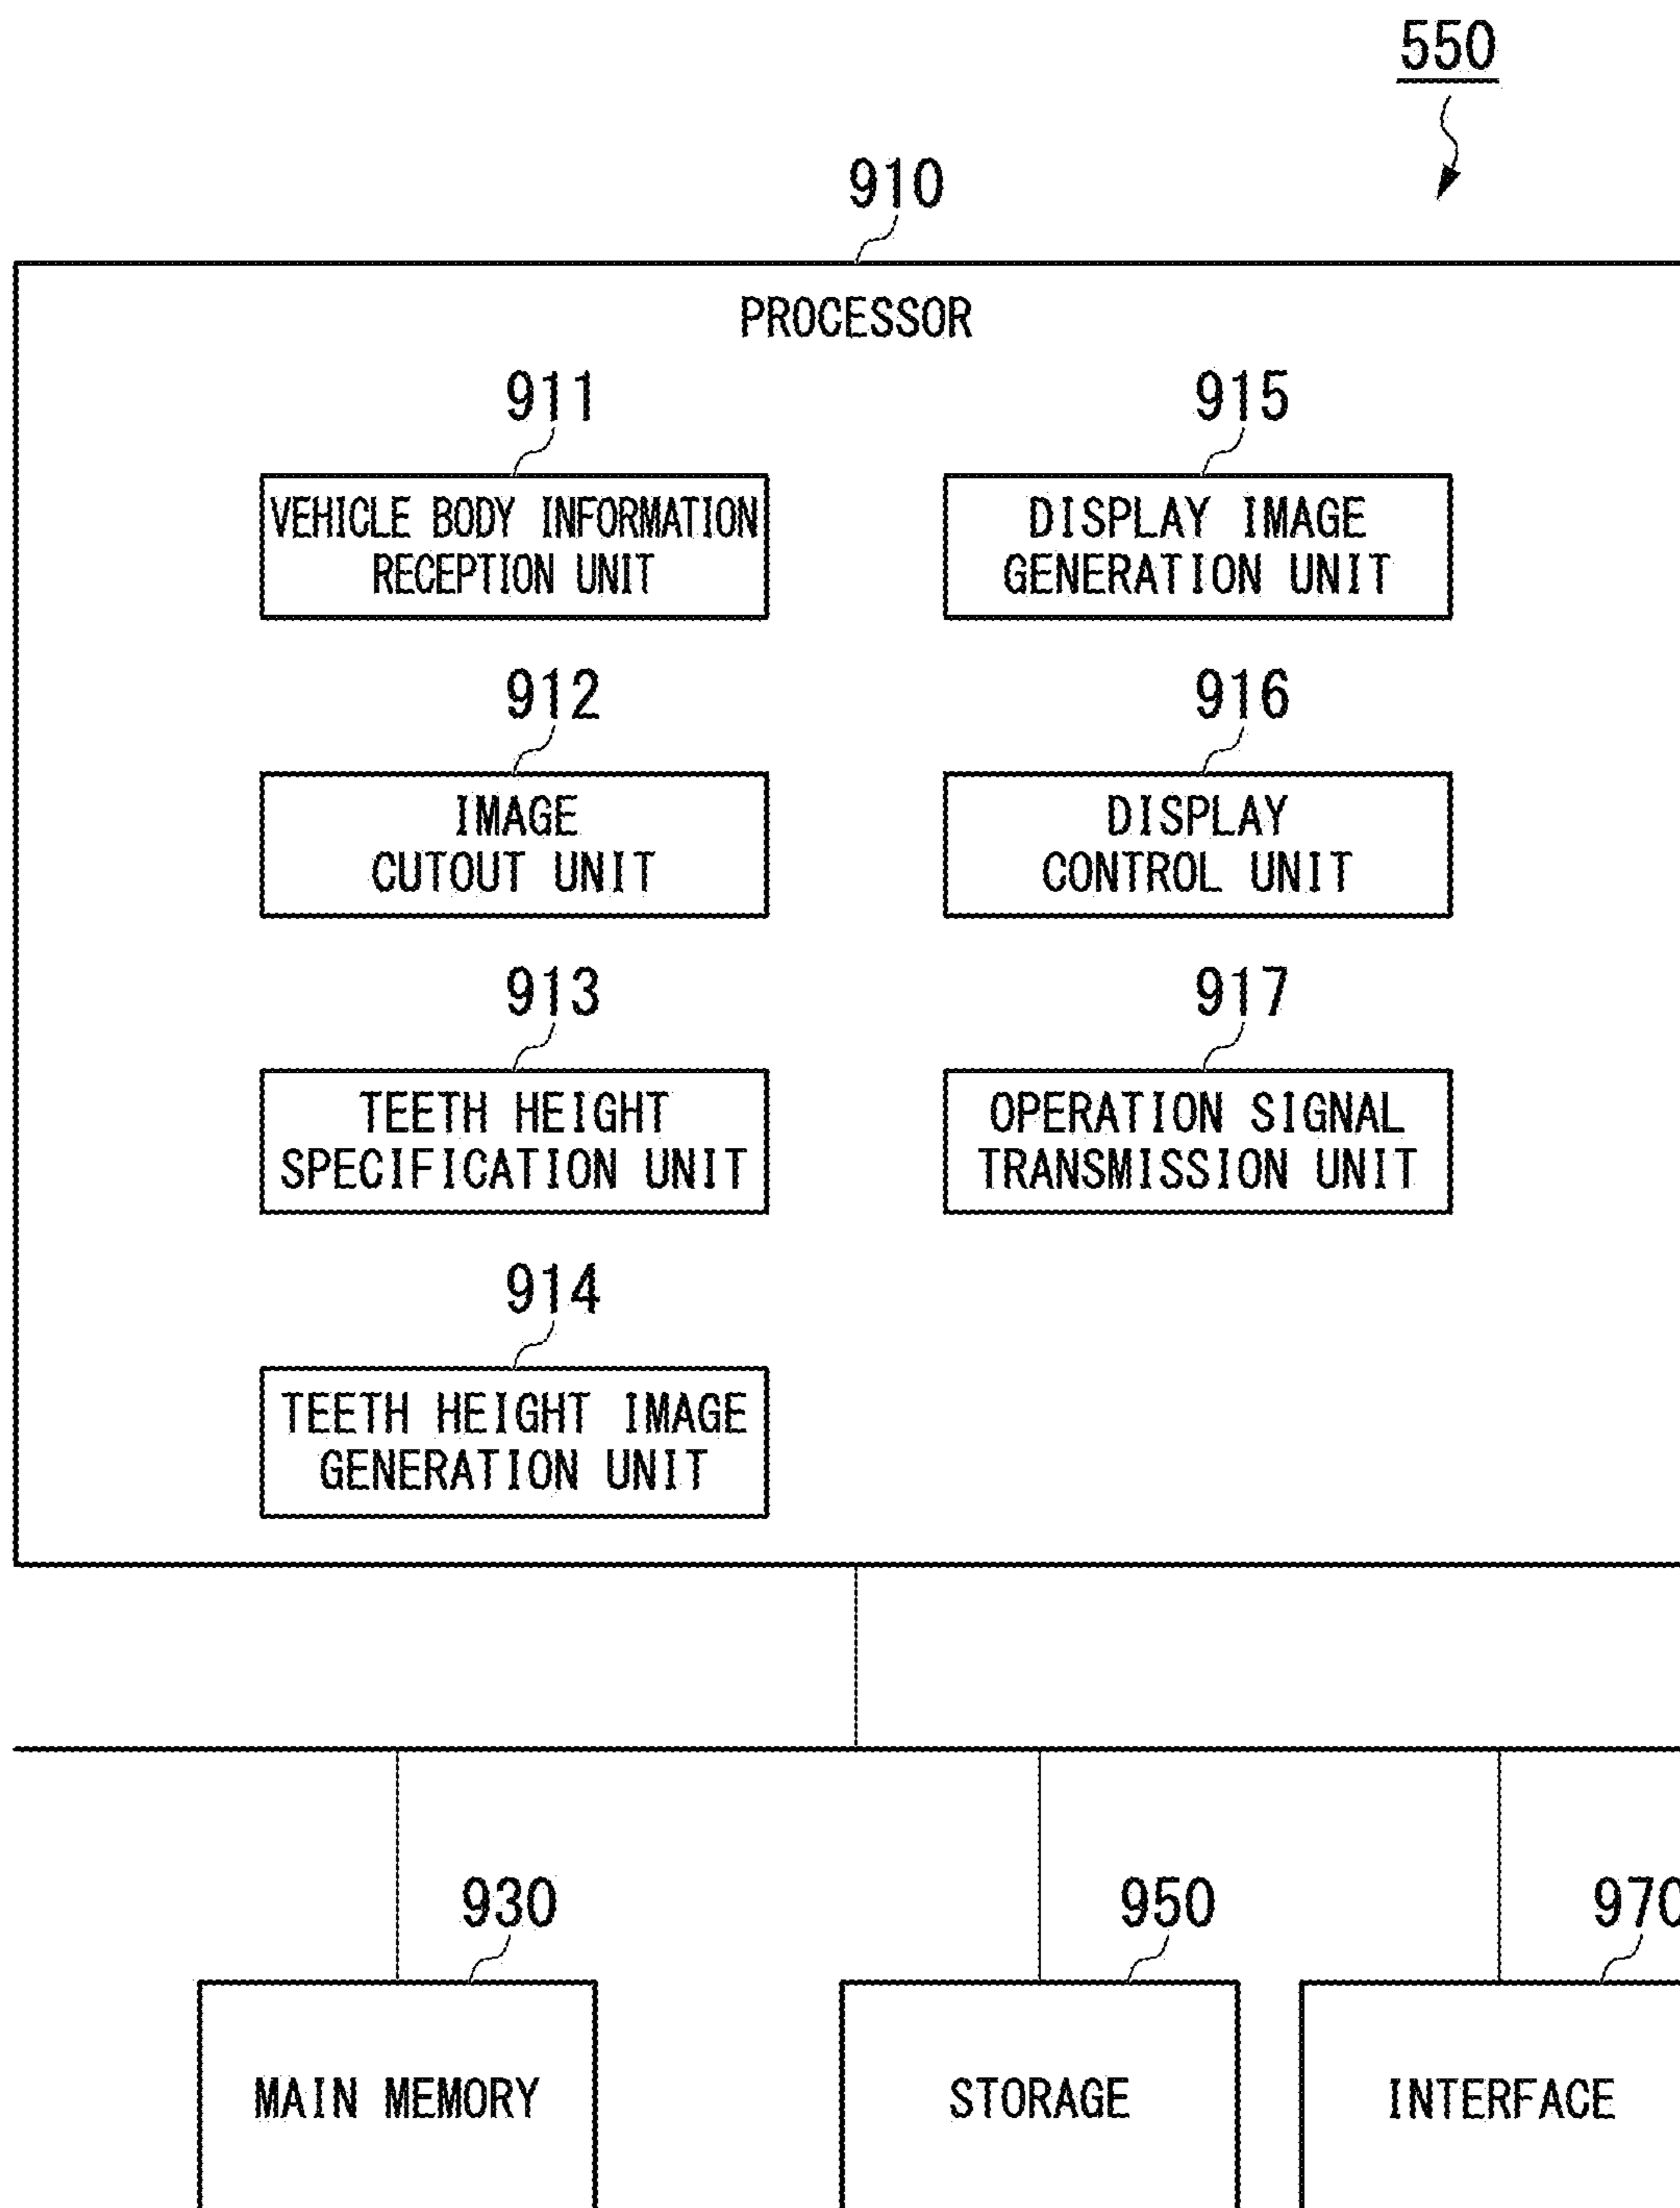 550
910
PROCESSOR
911
VEHICLE BODY INFORMATION
RECEPTION UNIT
915
DISPLAY IMAGE
GENERATION UNIT
912
IMAGE
CUTOUT UNIT
916
DISPLAY
CONTROL UNIT
913
TEETH HEIGHT
SPECIFICATION UNIT
917
OPERATION SIGNAL
TRANSMISSION UNIT
914
TEETH HEIGHT IMAGE
GENERATION UNIT
930
MAIN MEMORY
950
STORAGE
970
INTERFACE